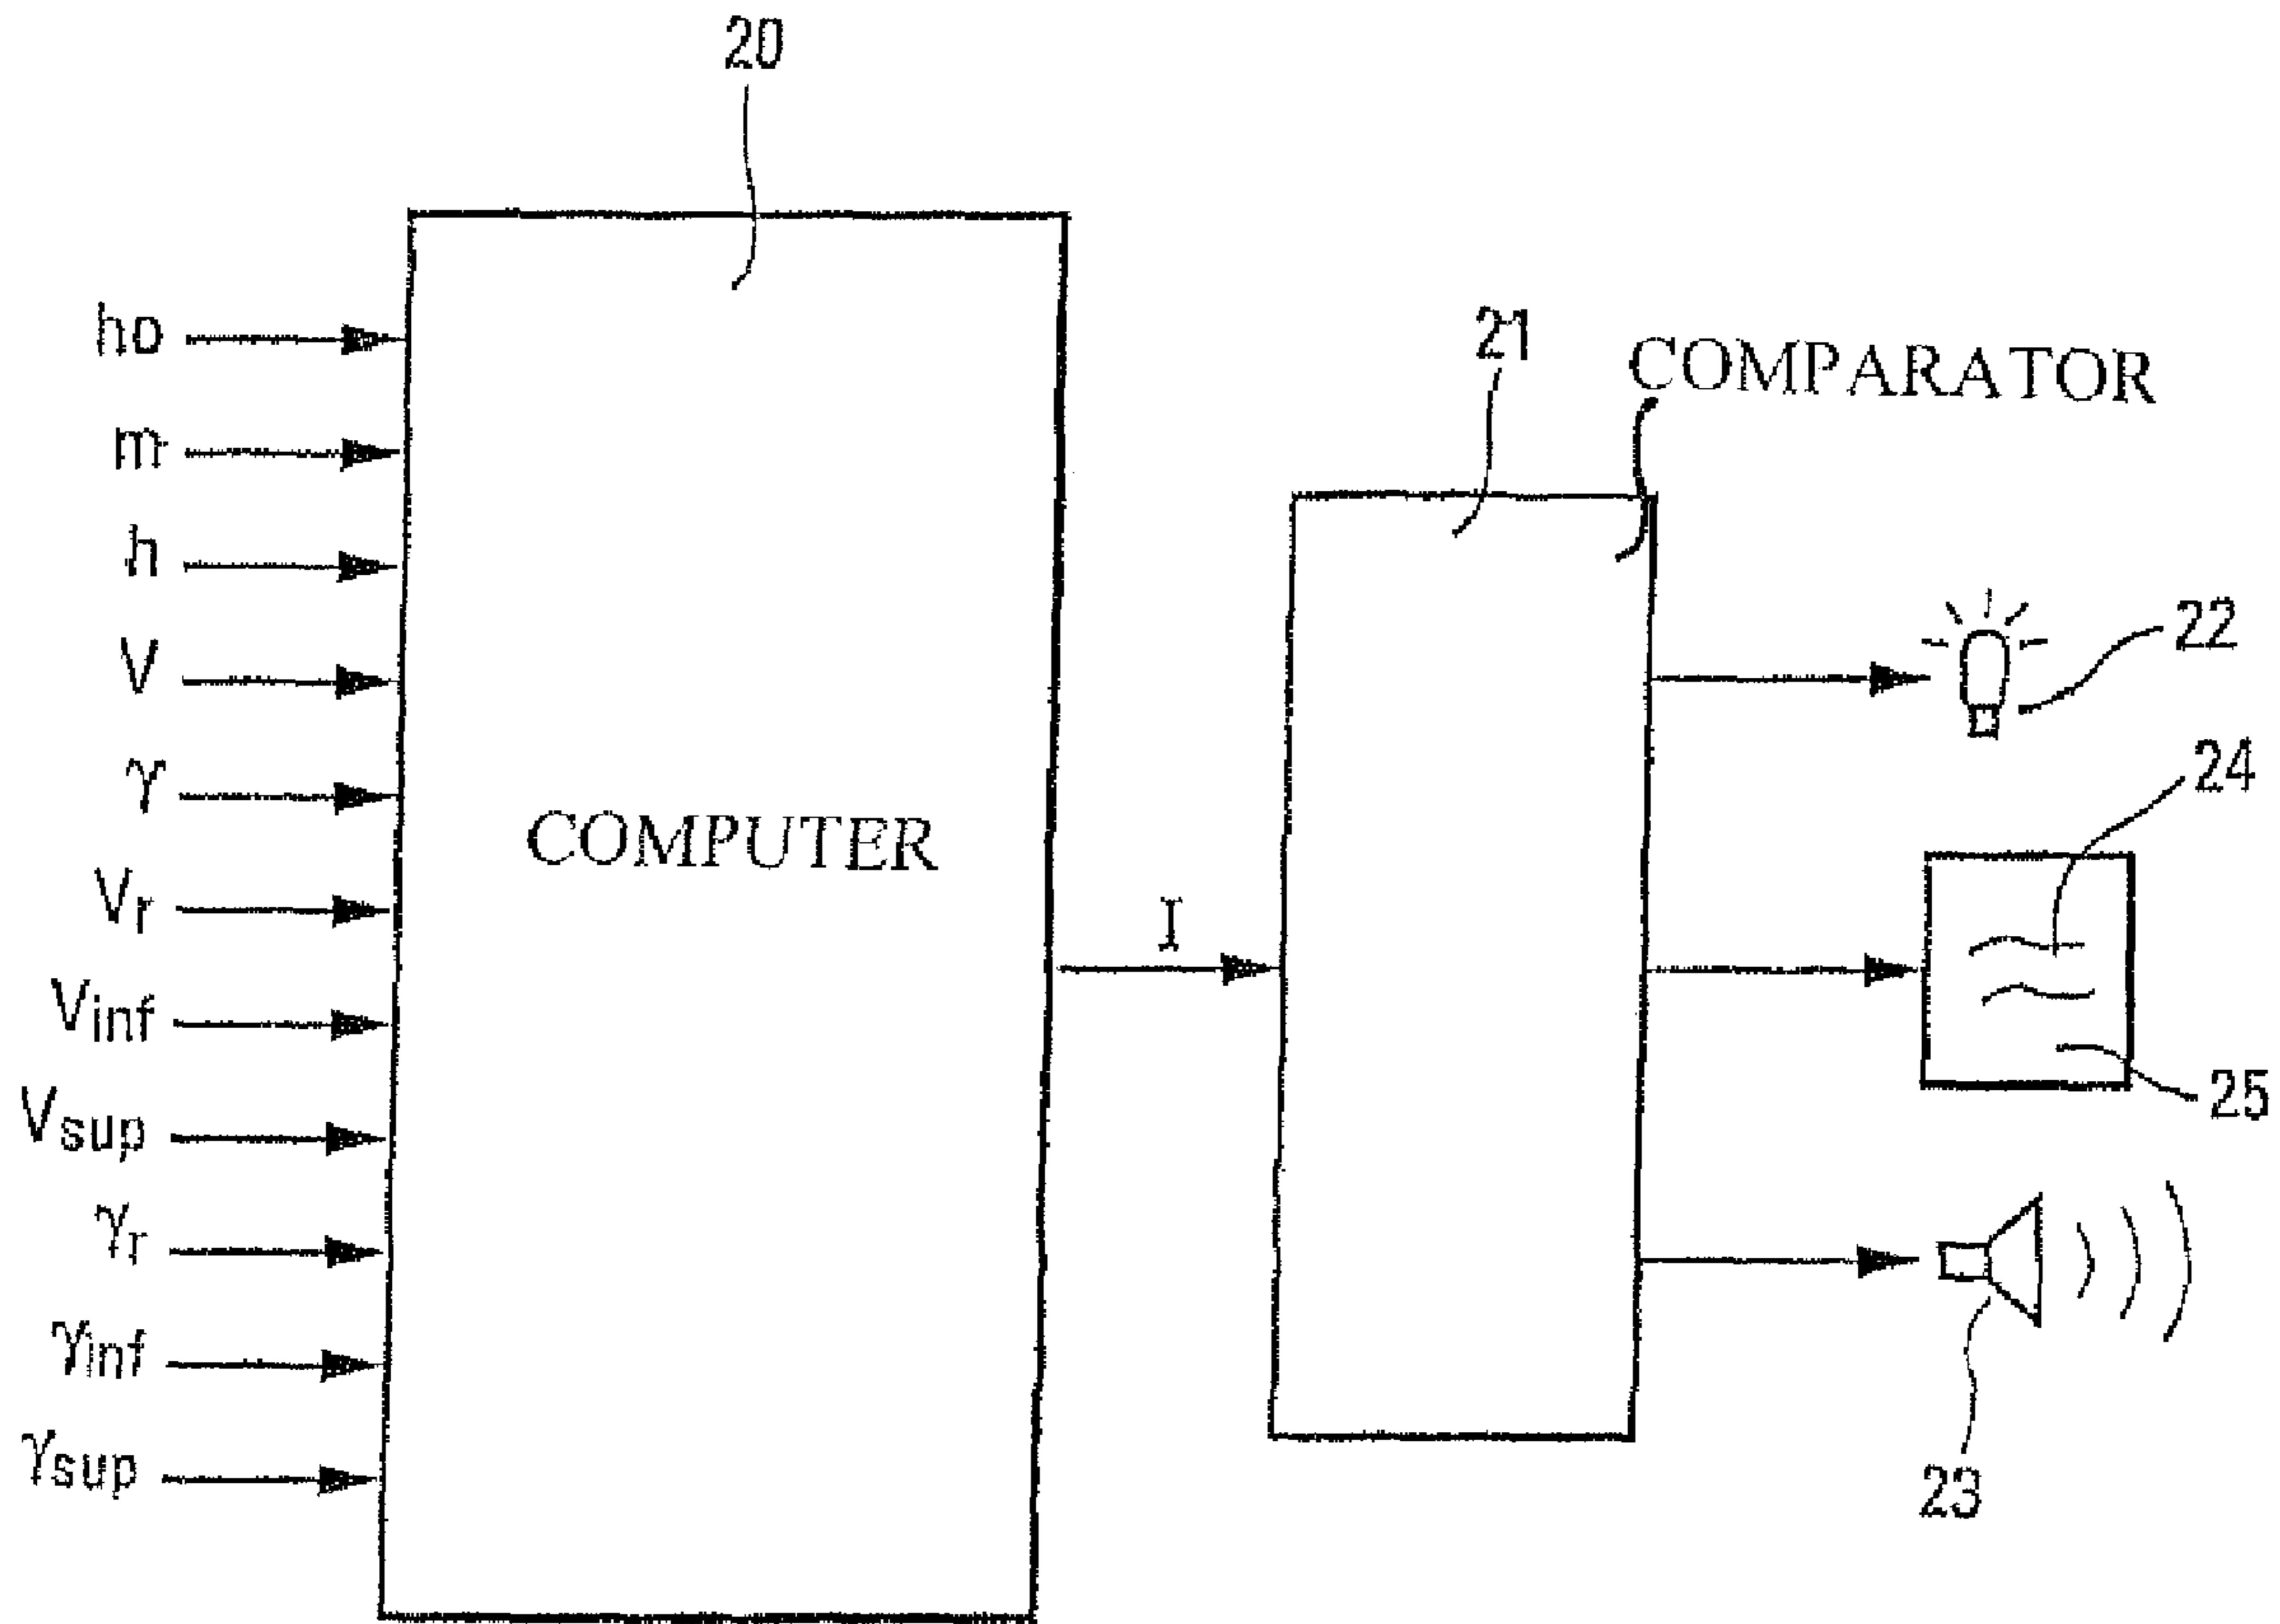 20
ho
m
h
V
γ
Vr
Vinf
Vsup
γr
γinf
γsup
COMPUTER
I
21
COMPARATOR
22
24
25
23